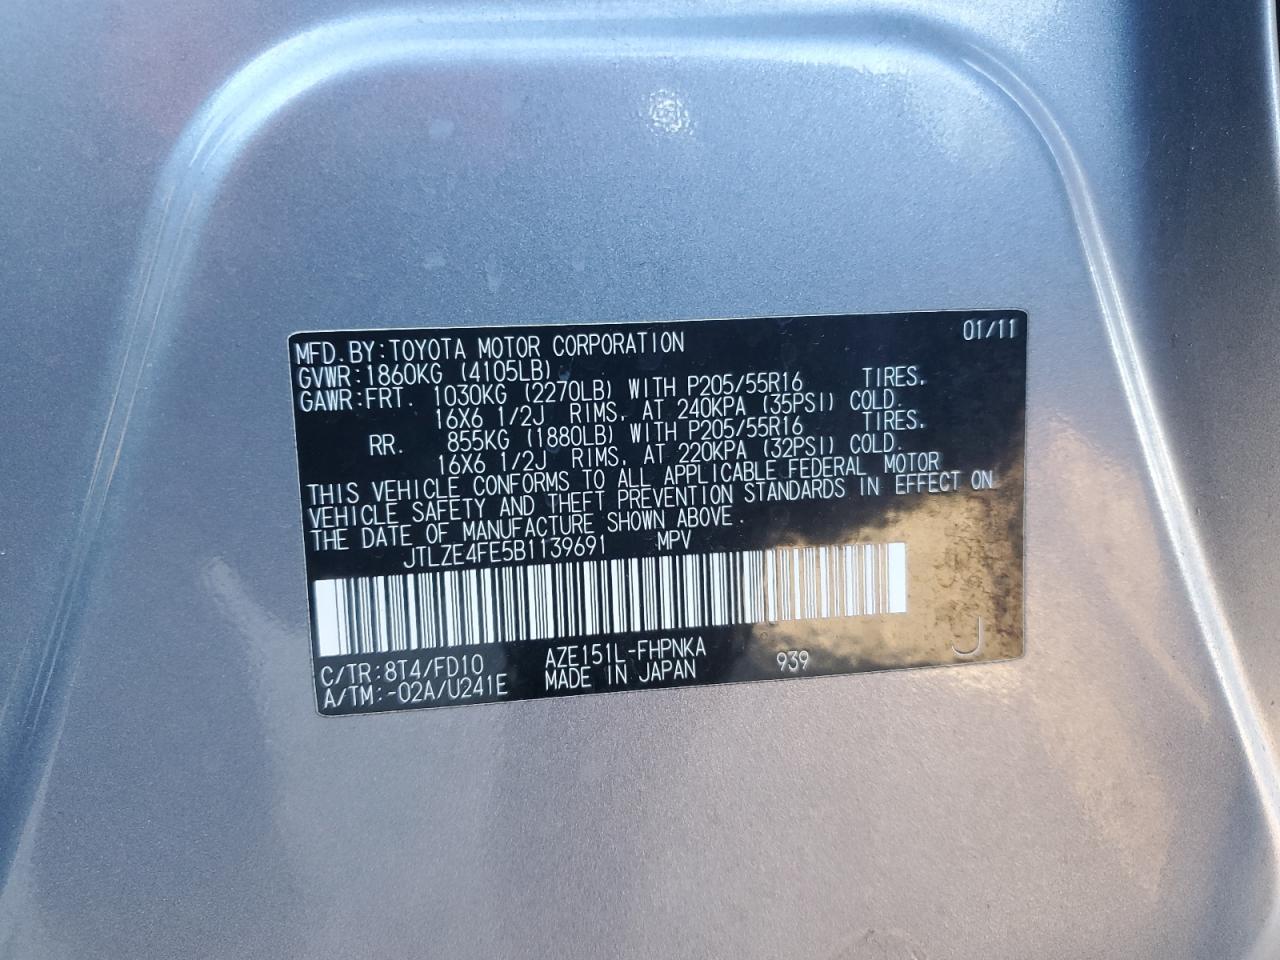 MFD. BY: TOYOTA MOTOR CORPORATION 01/11
GVWR: 1860KG (4105LB)
GAWR: FRT. 1030KG (2270LB) WITH P205/55R16 TIRES,
16X6 1/2J RIMS, AT 240KPA (35PSI) COLD.
RR. 855KG (1880LB) WITH P205/55R16 TIRES,
16X6 1/2J RIMS, AT 220KPA (32PSI) COLD.
THIS VEHICLE CONFORMS TO ALL APPLICABLE FEDERAL MOTOR
VEHICLE SAFETY AND THEFT PREVENTION STANDARDS IN EFFECT ON
THE DATE OF MANUFACTURE SHOWN ABOVE.
JTLZE4FE5B1139691 MPV
C/TR: 8T4/FD10 AZE151L-FHPNKA 939 J
A/TM: -02A/U241E MADE IN JAPAN